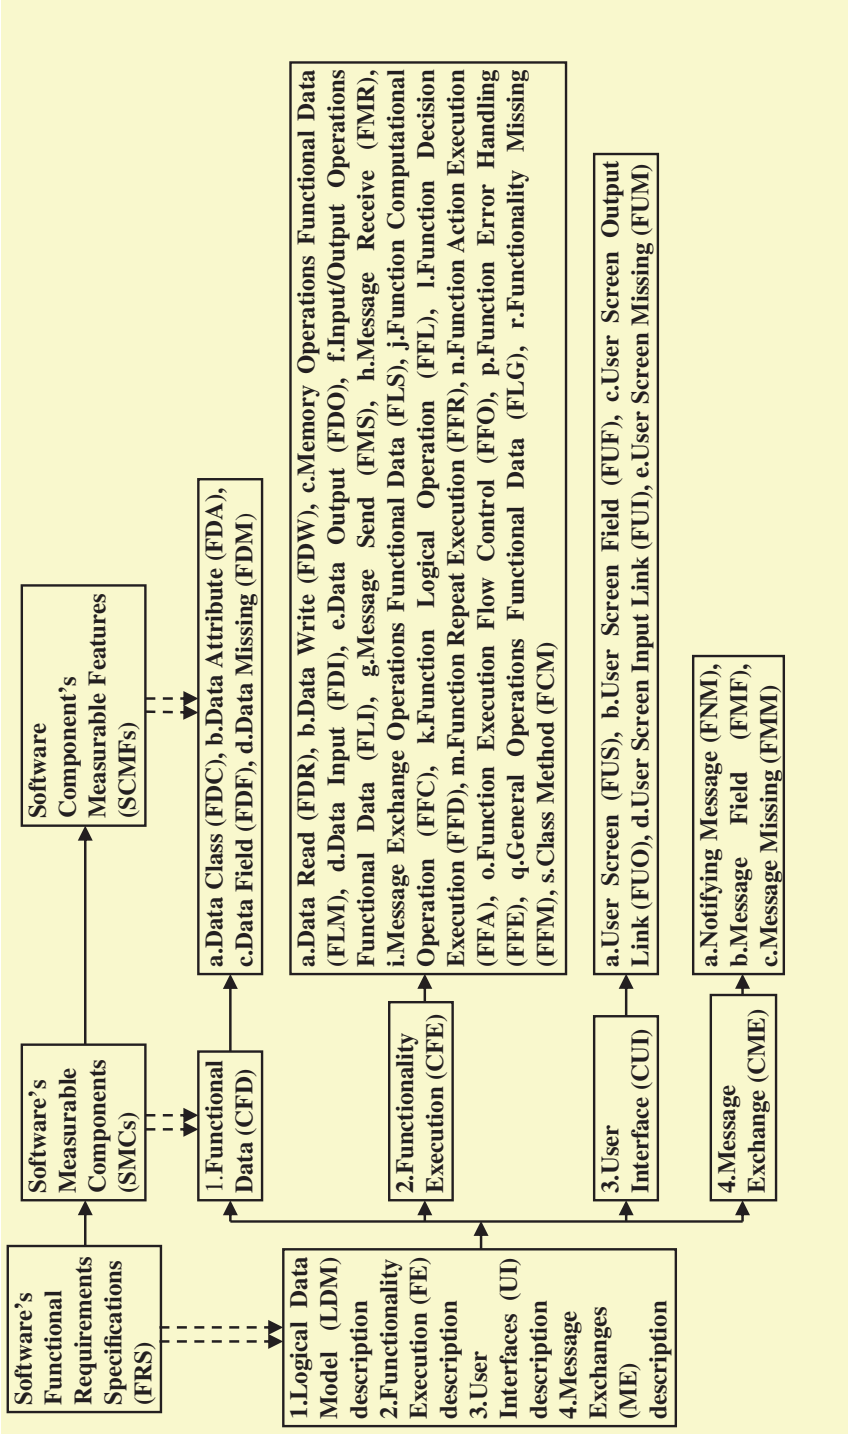 Software's
Functional
Requirements
Specifications
(FRS)
Software's
Measurable
Components
(SMCs)
Software
Component's
Measurable Features
(SCMFs)
1.Logical Data
Model (LDM)
description
2.Functionality
Execution (FE)
description
3.User
Interfaces (UI)
description
4.Message
Exchanges
(ME)
description
1.Functional
Data (CFD)
a.Data Class (FDC), b.Data Attribute (FDA),
c.Data Field (FDF), d.Data Missing (FDM)
2.Functionality
Execution (CFE)
a.Data Read (FDR), b.Data Write (FDW), c.Memory Operations Functional Data
(FLM), d.Data Input (FDI), e.Data Output (FDO), f.Input/Output Operations
Functional Data (FLI), g.Message Send (FMS), h.Message Receive (FMR),
i.Message Exchange Operations Functional Data (FLS), j.Function Computational
Operation (FFC), k.Function Logical Operation (FFL), l.Function Decision
Execution (FFD), m.Function Repeat Execution (FFR), n.Function Action Execution
(FFA), o.Function Execution Flow Control (FFO), p.Function Error Handling
(FFE), q.General Operations Functional Data (FLG), r.Functionality Missing
(FFM), s.Class Method (FCM)
3.User
Interface (CUI)
a.User Screen (FUS), b.User Screen Field (FUF), c.User Screen Output
Link (FUO), d.User Screen Input Link (FUI), e.User Screen Missing (FUM)
4.Message
Exchange (CME)
a.Notifying Message (FNM),
b.Message Field (FMF),
c.Message Missing (FMM)